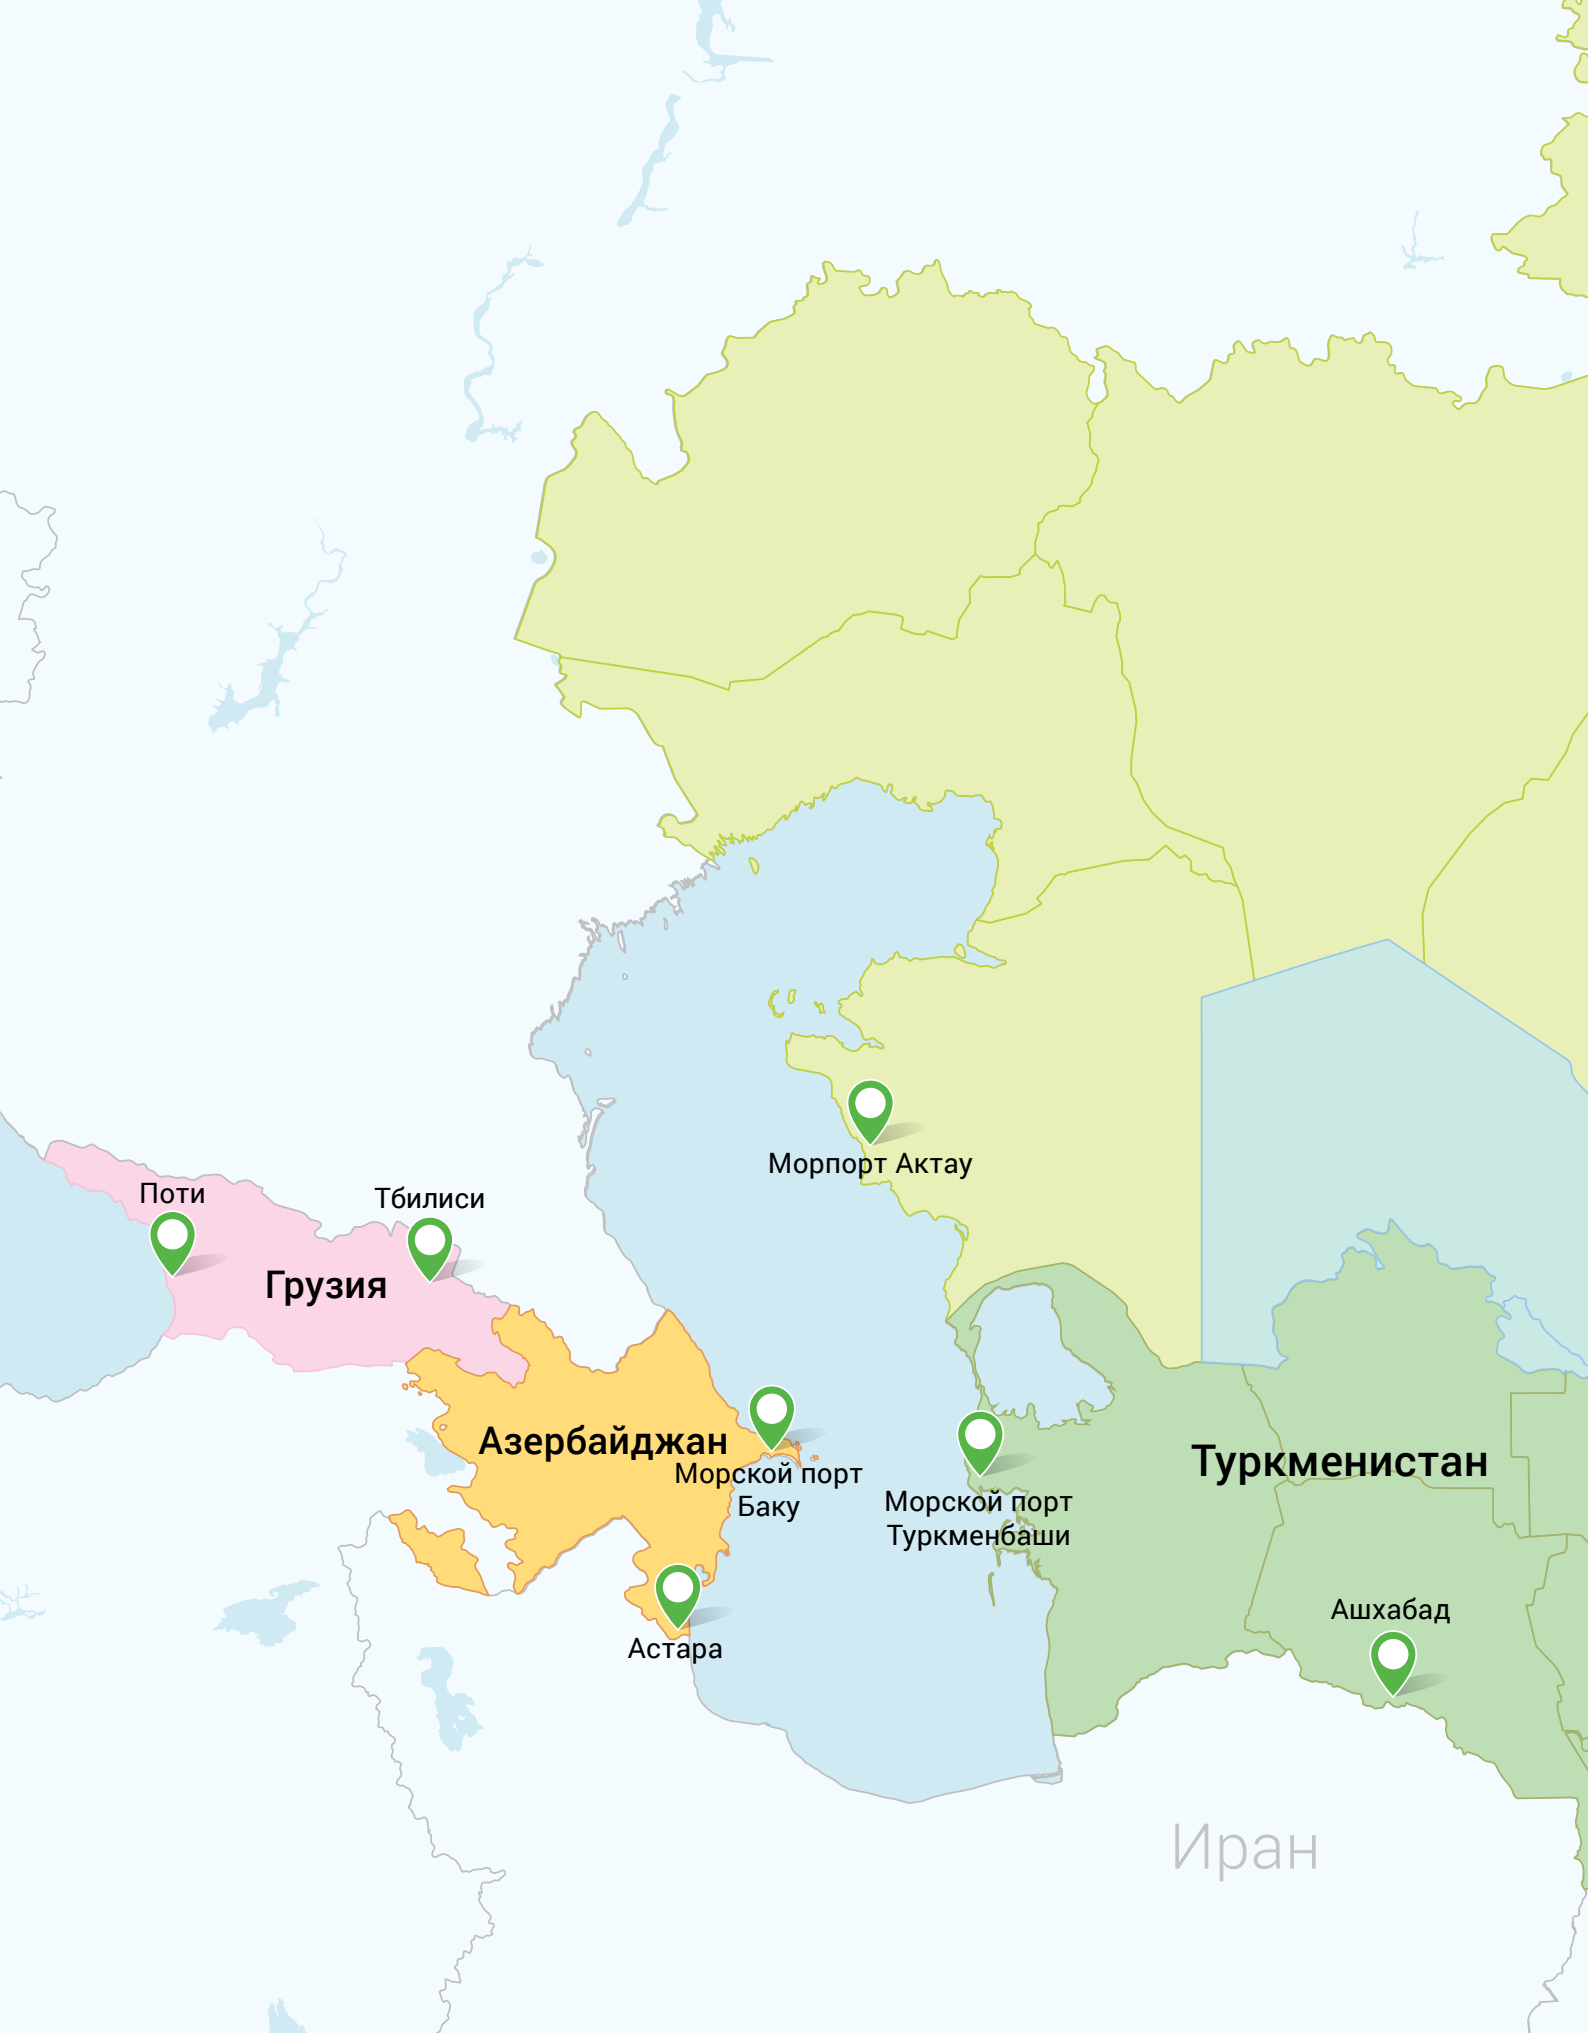 Морпорт Актау
Поти
Тбилиси
Грузия
Азербайджан
Морской порт
Баку
Туркменистан
Морской порт
Туркменбаши
Ашхабад
Астара
Иран